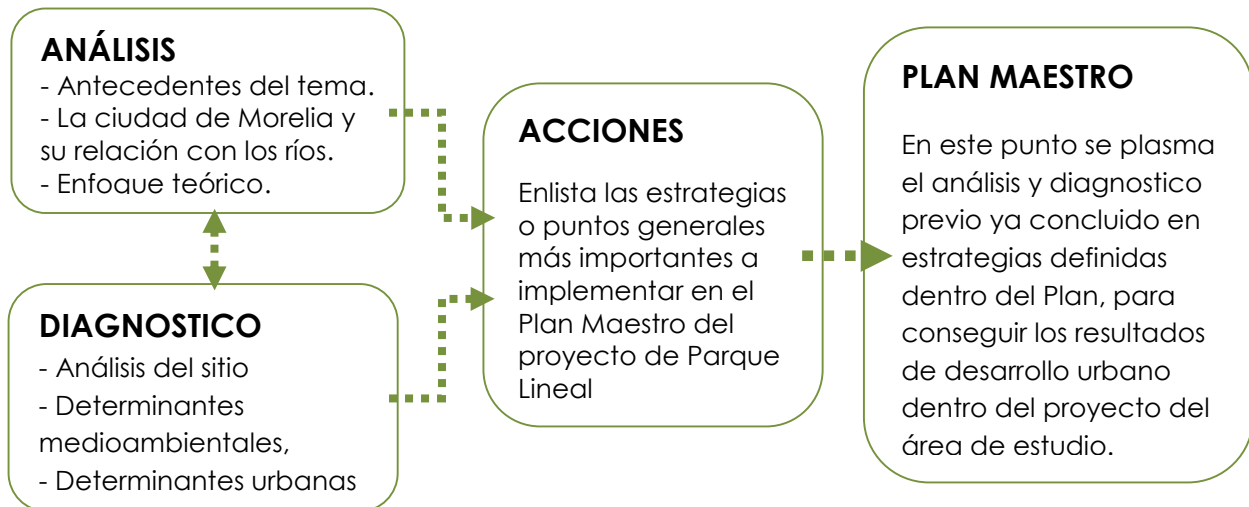 ANÁLISIS
- Antecedentes del tema.
- La ciudad de Morelia y
su relación con los ríos.
- Enfoque teórico.
DIAGNOSTICO
- Análisis del sitio
- Determinantes
medioambientales,
- Determinantes urbanas
ACCIONES
Enlista las estrategias
o puntos generales
más importantes a
implementar en el
Plan Maestro del
proyecto de Parque
Lineal
PLAN MAESTRO
En este punto se plasma
el análisis y diagnostico
previo ya concluido en
estrategias definidas
dentro del Plan, para
conseguir los resultados
de desarrollo urbano
dentro del proyecto del
área de estudio.